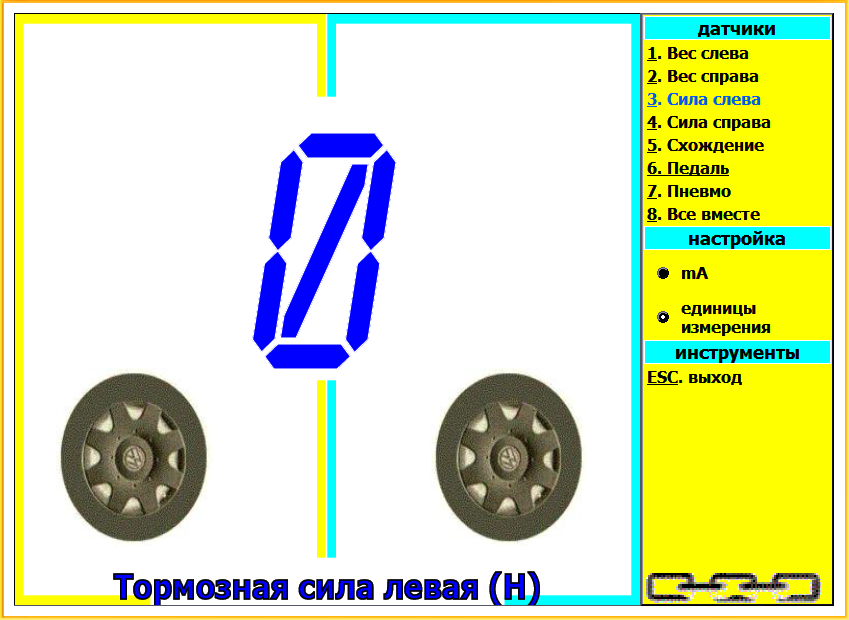 0
Тормозная сила левая (Н)
датчики
1. Вес слева
2. Вес справа
3. Сила слева
4. Сила справа
5. Схождение
6. Педаль
7. Пневмо
8. Все вместе
настройка
mA
единицы
измерения
инструменты
ESC. выход